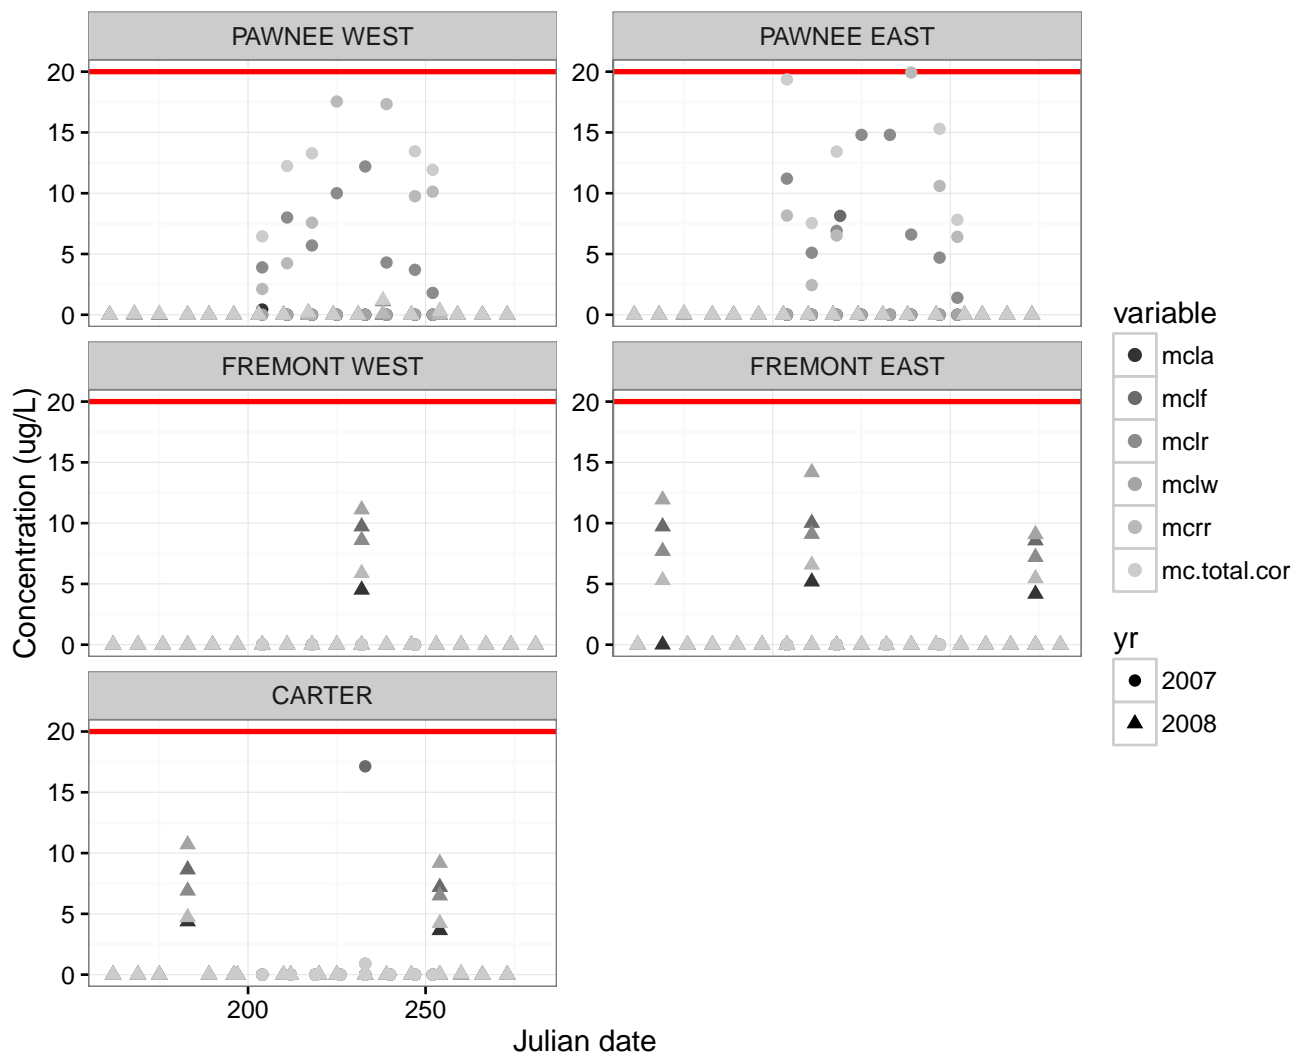 PAWNEE WEST
PAWNEE EAST
20
15
10
5
0
20
15
10
5
0
FREMONT WEST
FREMONT EAST
20
15
10
5
0
20
15
10
5
0
CARTER
20
15
10
5
0
200
250
Concentration (ug/L)
Julian date
variable
mcla
mclf
mclr
mclw
mcrr
mc.total.cor
yr
2007
2008